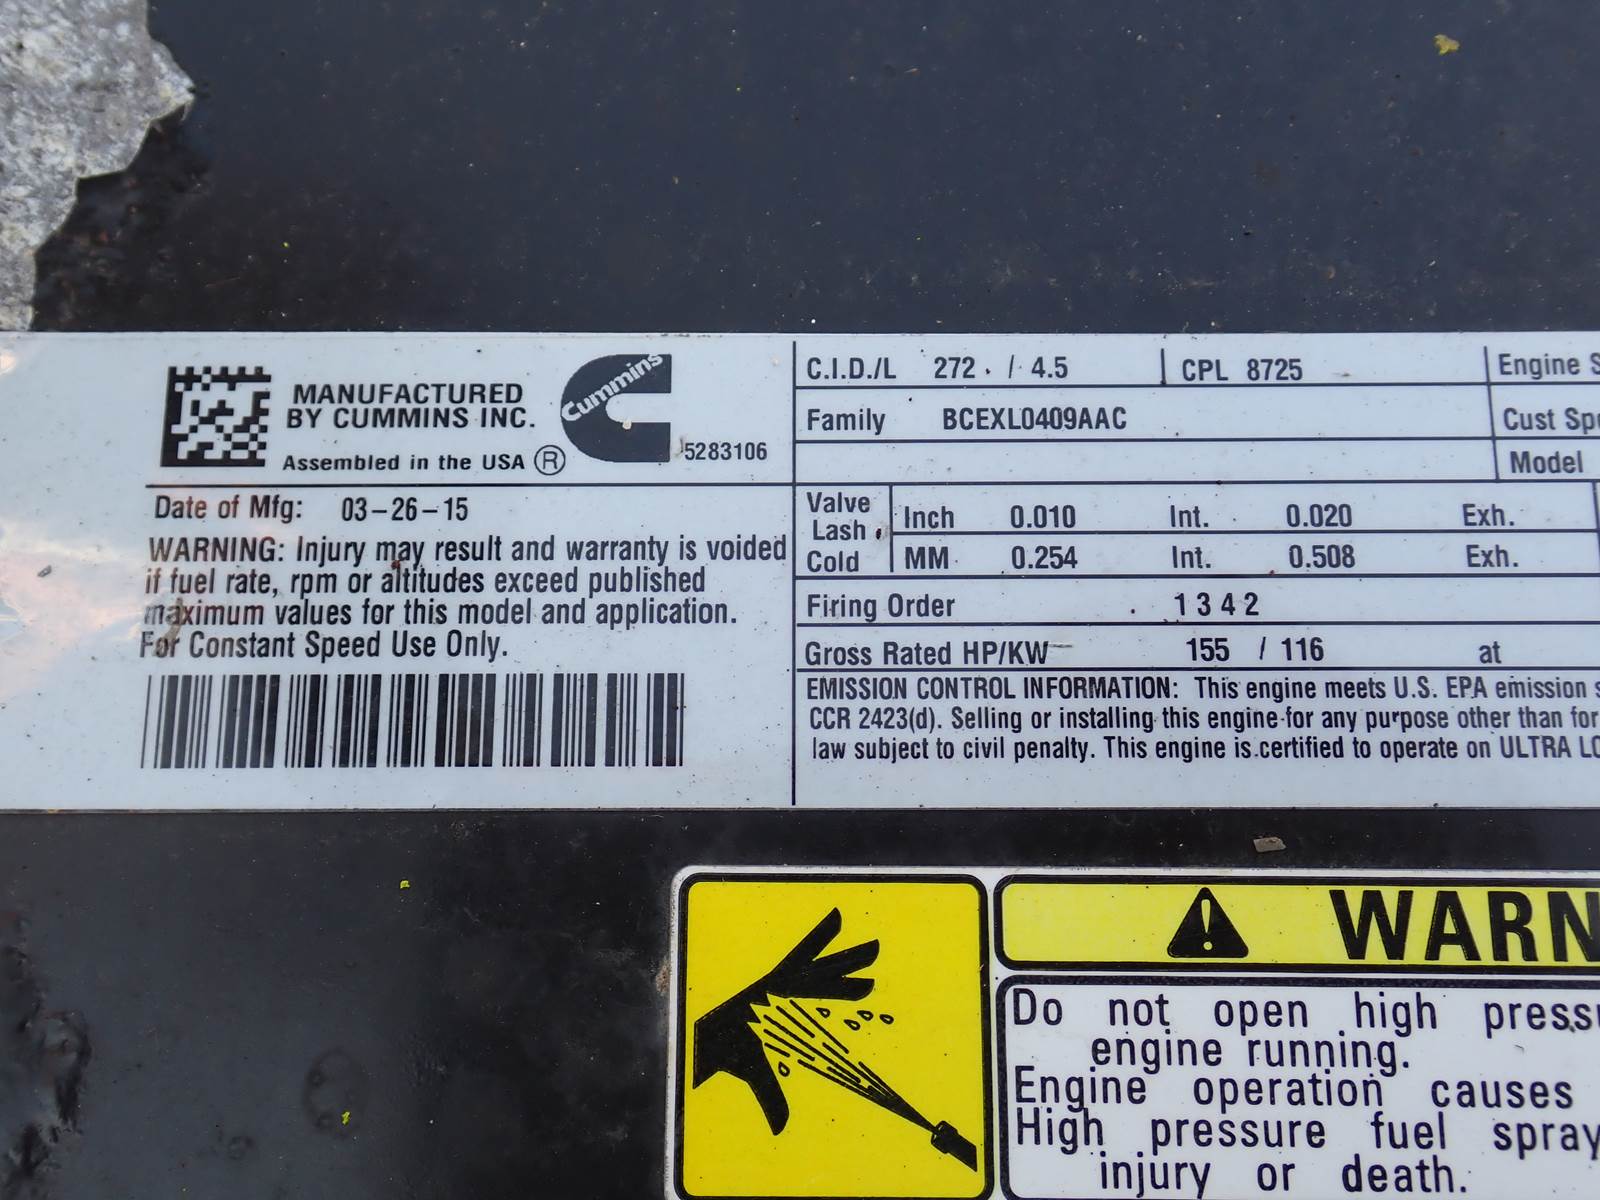 MANUFACTURED
BY CUMMINS INC.
Assembled in the USA ®
Cummins
5283106
Date of Mfg: 03-26-15
WARNING: Injury may result and warranty is voided
if fuel rate, rpm or altitudes exceed published
maximum values for this model and application.
For Constant Speed Use Only.
C.I.D./L 272 . / 4.5 CPL 8725 Engine S
Family BCEXL0409AAC Cust Spe
Model
Valve Lash Cold
Inch 0.010 Int. 0.020 Exh.
MM 0.254 Int. 0.508 Exh.
Firing Order 1 3 4 2
Gross Rated HP/KW 155 / 116 at
EMISSION CONTROL INFORMATION: This engine meets U.S. EPA emission s
CCR 2423(d). Selling or installing this engine for any purpose other than for
law subject to civil penalty. This engine is certified to operate on ULTRA LO
WARN
Do not open high pressu
engine running.
Engine operation causes
High pressure fuel spray
injury or death.